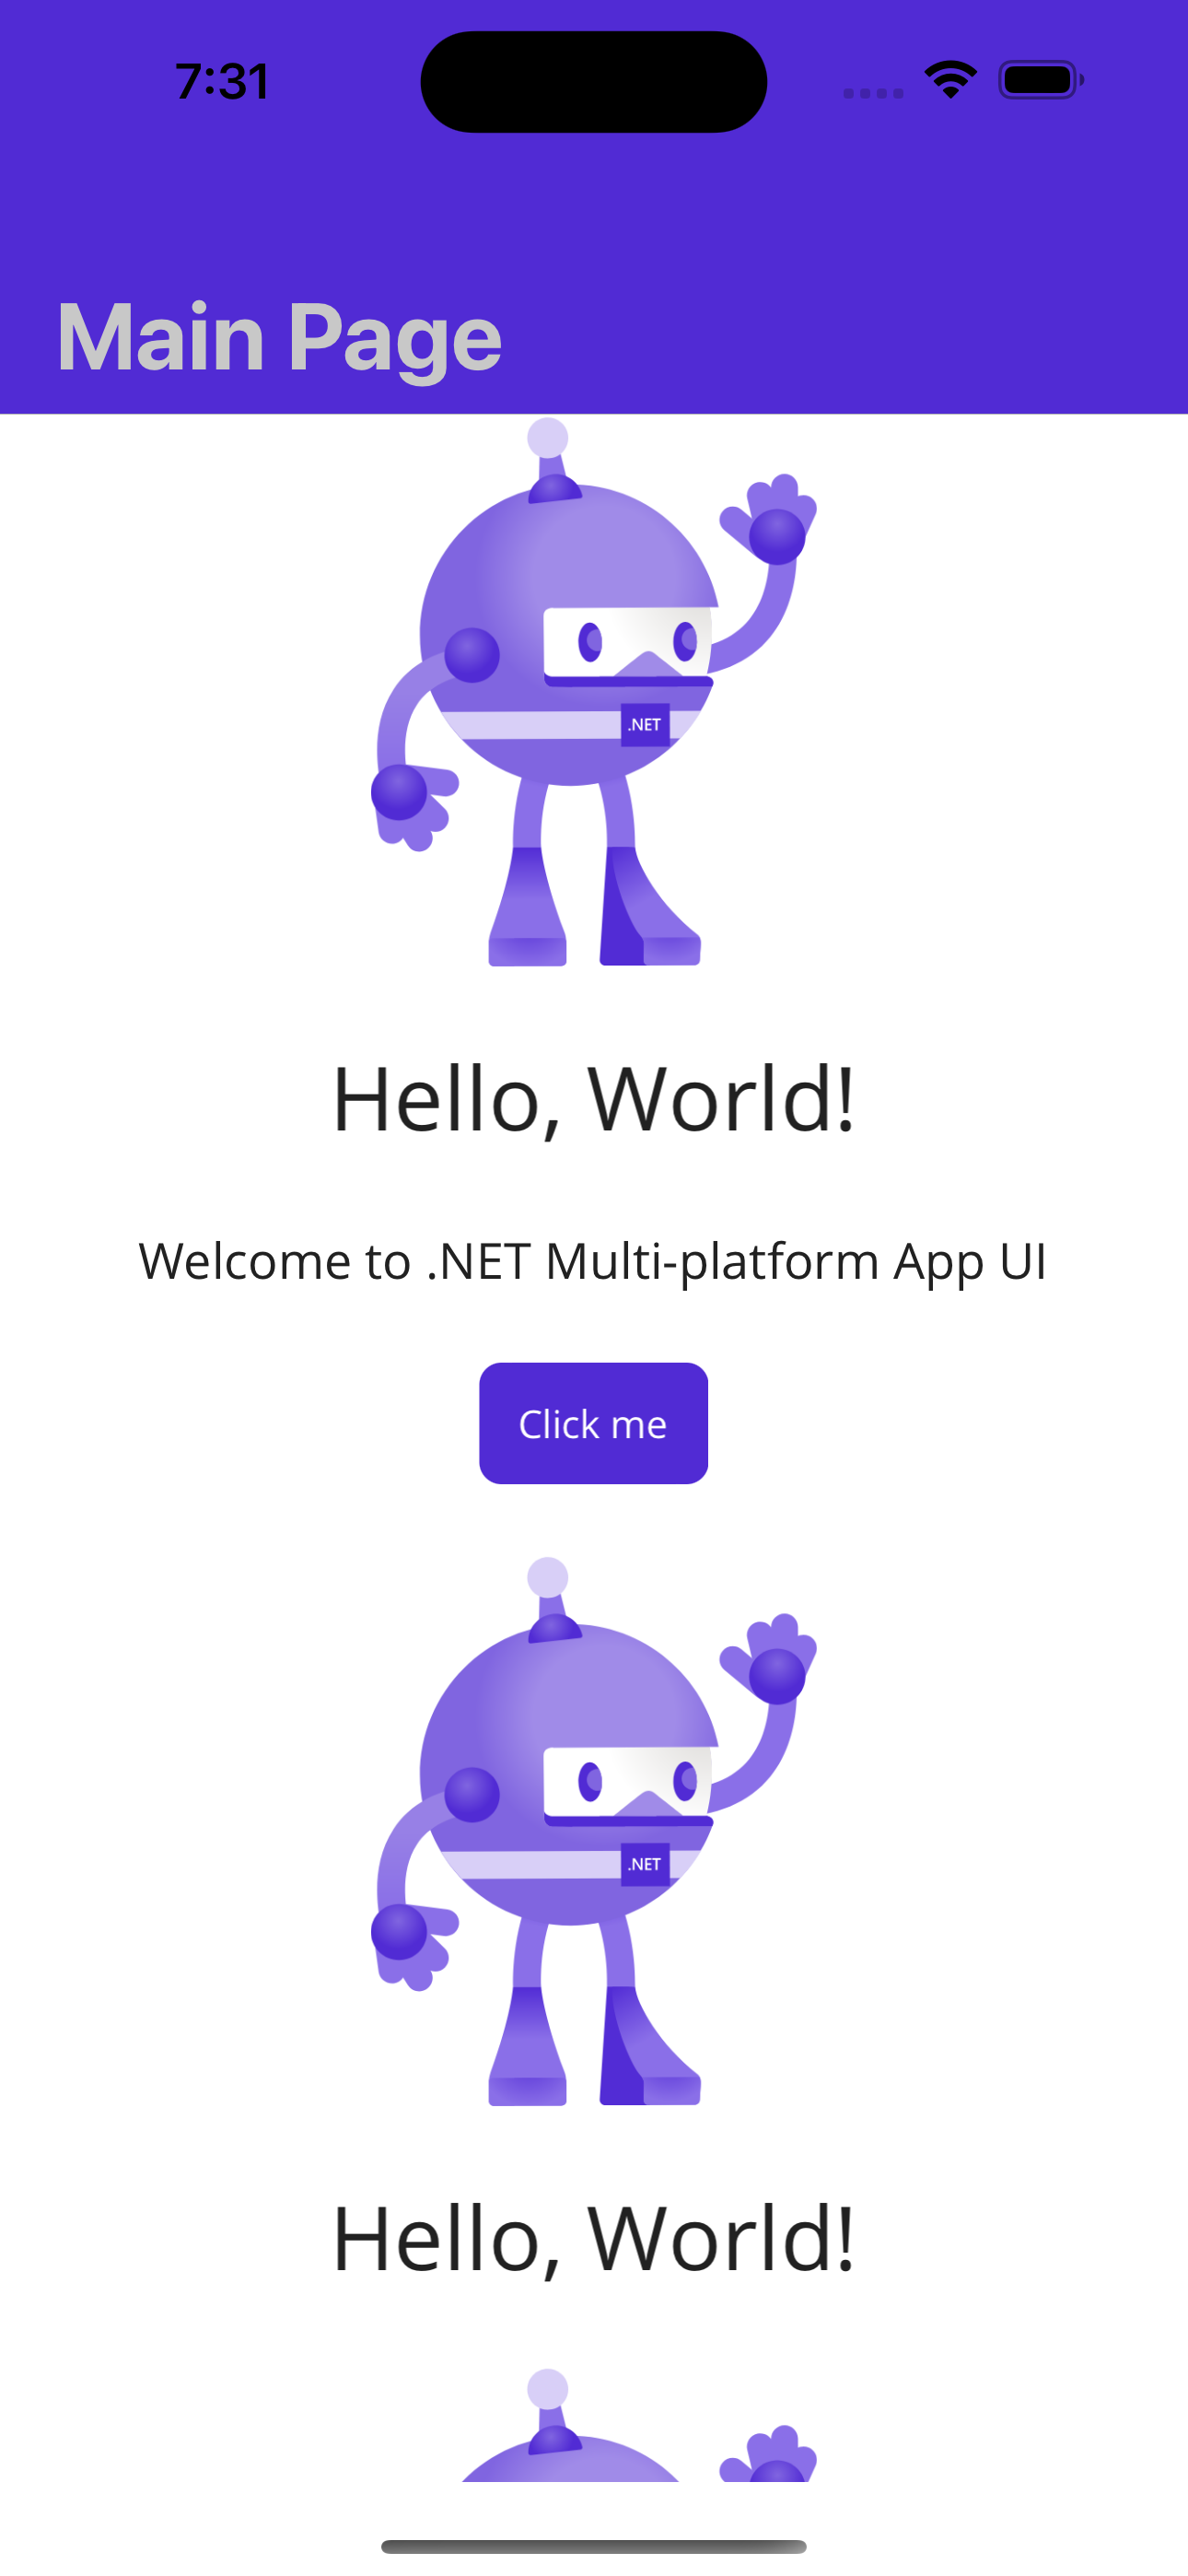 7:31
Main Page
.NET
Hello, World!
Welcome to .NET Multi-platform App UI
Click me
.NET
Hello, World!